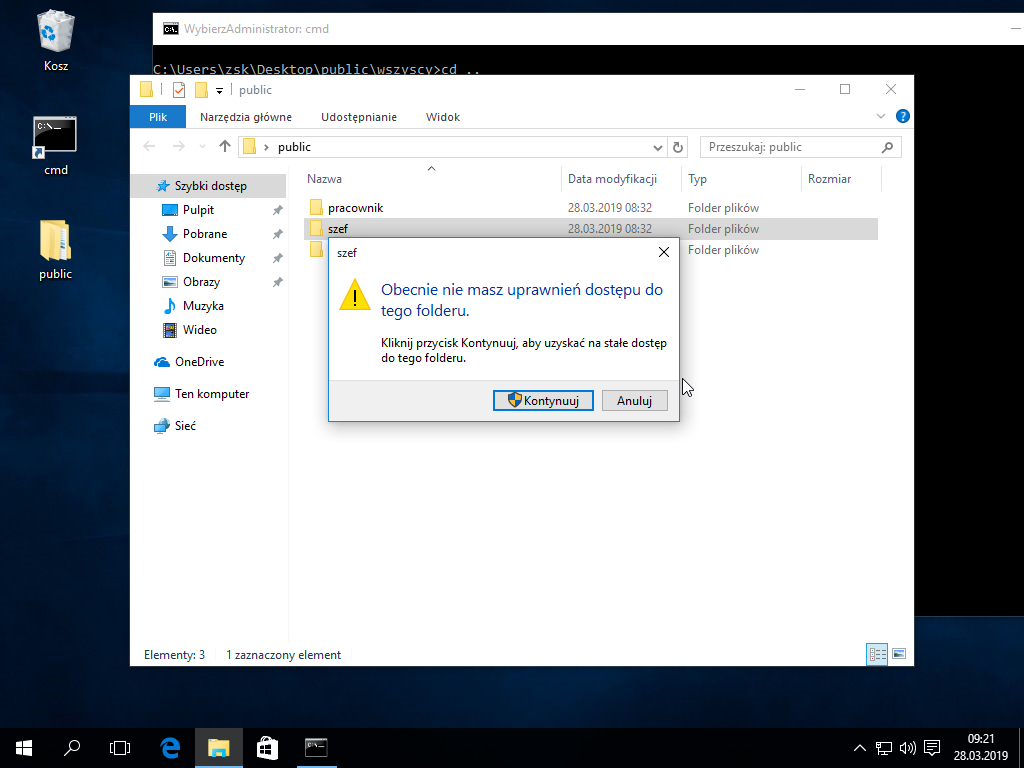 Kosz
cmd
public
WybierzAdministrator: cmd
C:\Users\zsk\Desktop\public\wszyscy>cd ..
public
Plik
Narzędzia główne
Udostępnianie
Widok
public
Przeszukaj: public
Szybki dostęp
Pulpit
Pobrane
Dokumenty
Obrazy
Muzyka
Wideo
OneDrive
Ten komputer
Sieć
Nazwa
Data modyfikacji
Typ
Rozmiar
pracownik
28.03.2019 08:32
Folder plików
szef
28.03.2019 08:32
Folder plików
Folder plików
szef
Obecnie nie masz uprawnień dostępu do
tego folderu.
Kliknij przycisk Kontynuuj, aby uzyskać na stałe dostęp
do tego folderu.
Kontynuuj
Anuluj
Elementy: 3
1 zaznaczony element
09:21
28.03.2019